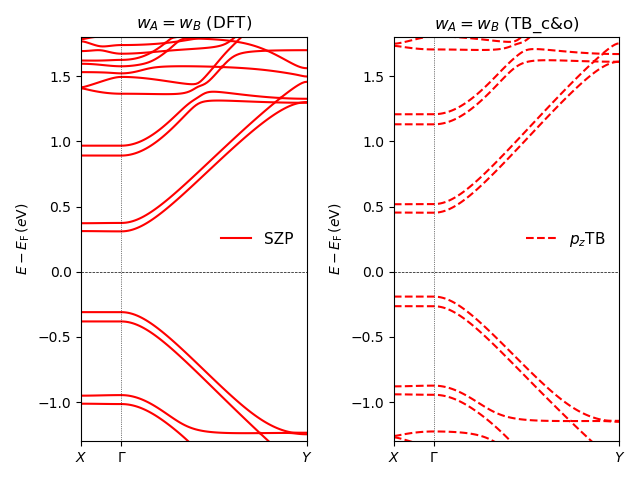 w_A = w_B (DFT)
E − E_F (eV)
1.5
1.0
0.5
0.0
−0.5
−1.0
X
Γ
Y
SZP
w_A = w_B (TB_c&o)
E − E_F (eV)
1.5
1.0
0.5
0.0
−0.5
−1.0
X
Γ
Y
p_zTB